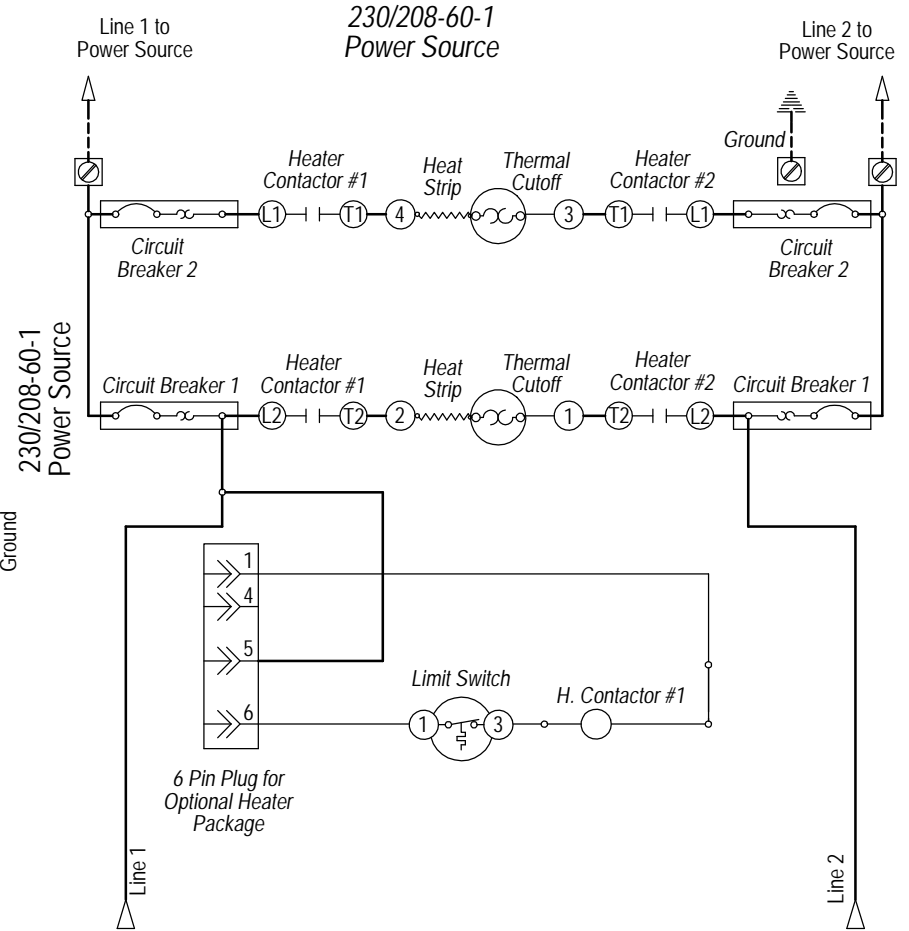 230/208-60-1
Power Source
Line 1 to
Power Source
Line 2 to
Power Source
Ground
Heater
Contactor #1
Heat
Strip
Thermal
Cutoff
Heater
Contactor #2
L1
T1
4
3
T1
L1
Circuit
Breaker 2
Circuit
Breaker 2
230/208-60-1
Power Source
Circuit Breaker 1
Heater
Contactor #1
Heat
Strip
Thermal
Cutoff
Heater
Contactor #2
Circuit Breaker 1
L2
T2
2
1
T2
L2
Ground
1
4
5
6
Limit Switch
1
3
H. Contactor #1
6 Pin Plug for
Optional Heater
Package
Line 1
Line 2